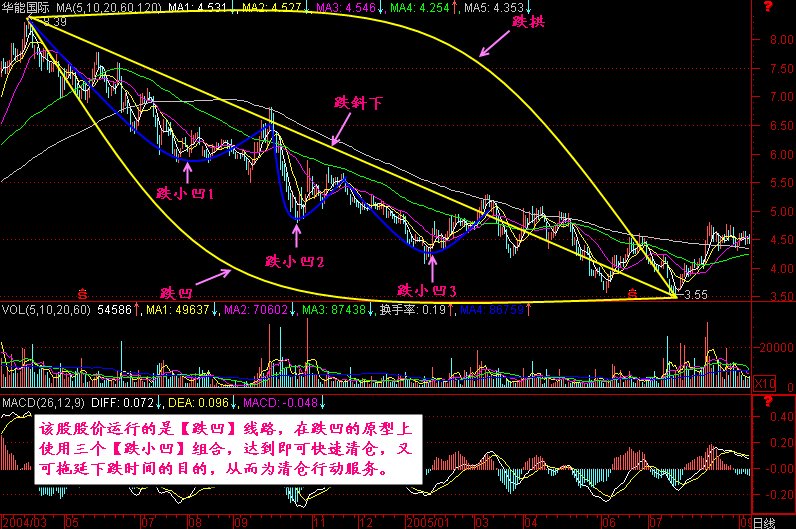 华能国际 MA(5,10,20,60,120) MA1: 4.531↓, MA2: 4.527↓, MA3: 4.546↓, MA4: 4.254↑ MA5: 4.353↓
8.39
跌拱
8.00
7.50
7.00
6.50
6.00
5.50
5.00
4.50
4.00
3.50
跌斜下
跌小凹1
跌小凹2
跌凹
跌小凹3
3.55
VOL(5,10,20,60) 54586↑, MA1: 49637↓, MA2: 70602↓, MA3: 87438↓, 换手率: 0.19↑, MA4: 86759↑
20000
10000
0
X10
MACD(26,12,9) DIFF: 0.072↓, DEA: 0.096↓, MACD: -0.048↓
0.40
0.20
-0.00
-0.20
该股股价运行的是【跌凹】线路，在跌凹的原型上
使用三个【跌小凹】组合，达到即可快速清仓，又
可拖延下跌时间的目的，从而为清仓行动服务。
2004/03 05 07 08 09 11 12 2005/01 03 04 06 07 09 日线